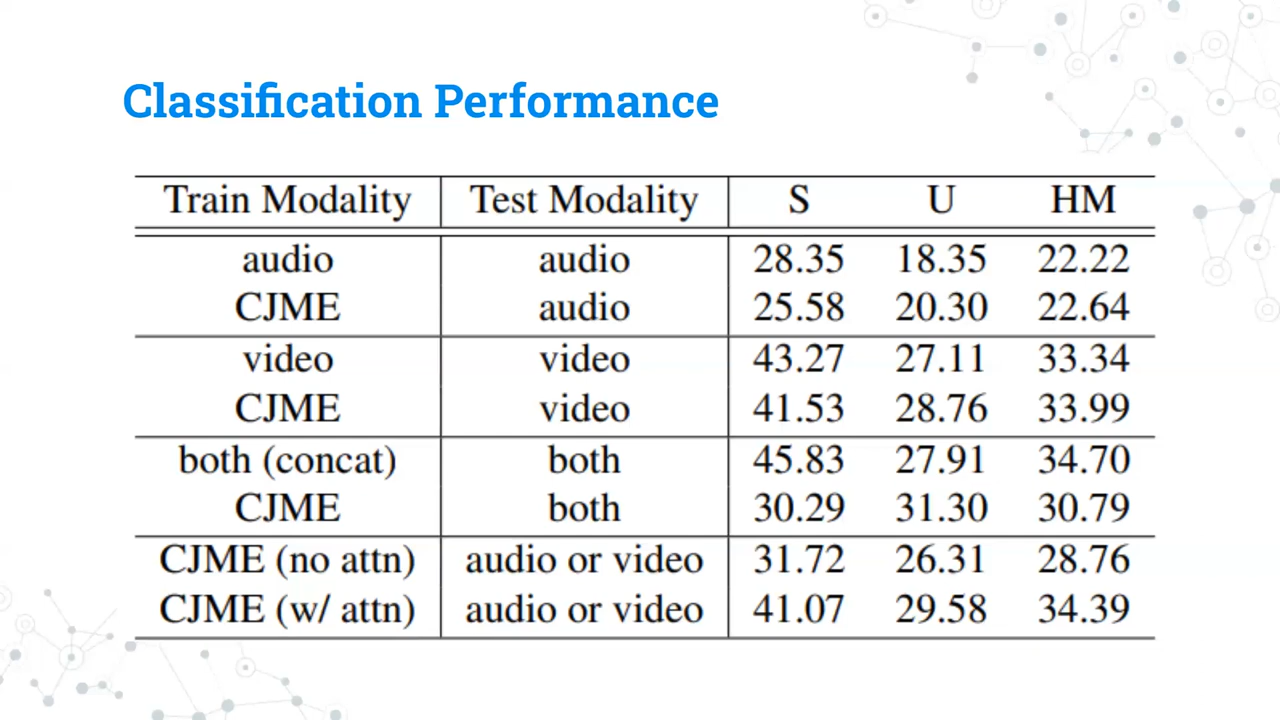 Classification Performance
Train Modality Test Modality S U HM
audio audio 28.35 18.35 22.22
CJME audio 25.58 20.30 22.64
video video 43.27 27.11 33.34
CJME video 41.53 28.76 33.99
both (concat) both 45.83 27.91 34.70
CJME both 30.29 31.30 30.79
CJME (no attn) audio or video 31.72 26.31 28.76
CJME (w/ attn) audio or video 41.07 29.58 34.39